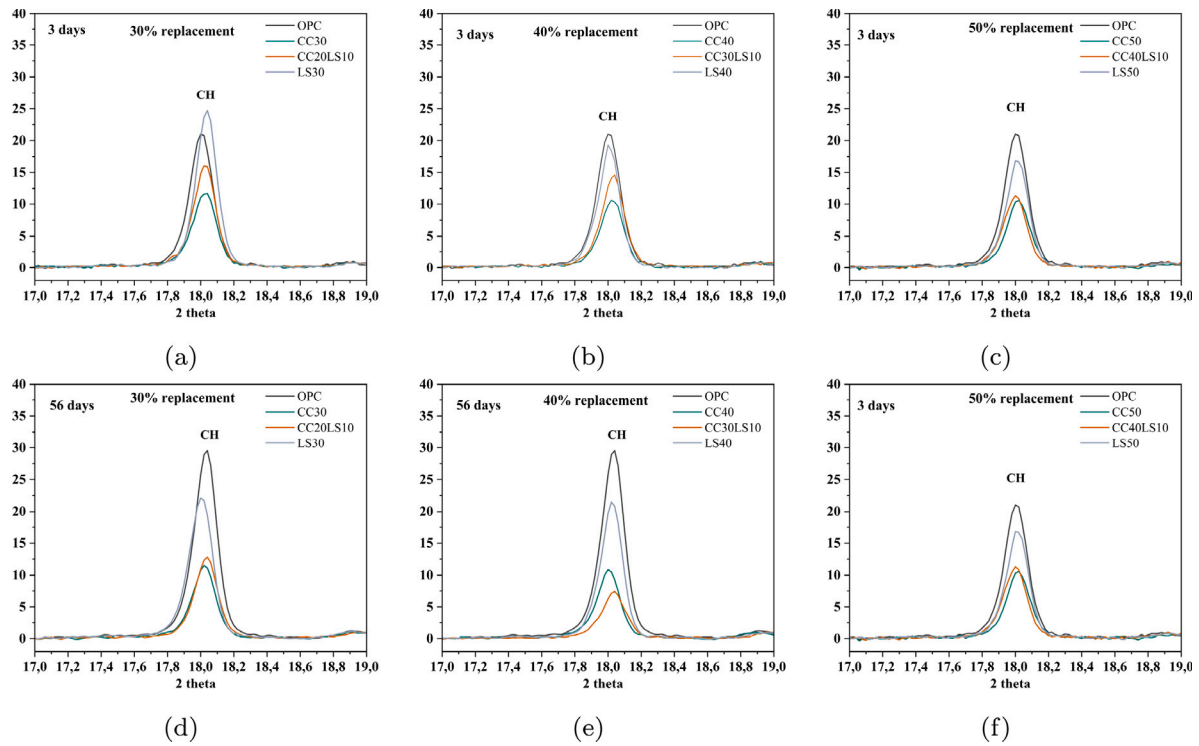 40
35
30
25
20
15
10
5
0
3 days
30% replacement
OPC
CC30
CC20LS10
LS30
CH
17,0 17,2 17,4 17,6 17,8 18,0 18,2 18,4 18,6 18,8 19,0
2 theta
(a)
40
35
30
25
20
15
10
5
0
3 days
40% replacement
OPC
CC40
CC30LS10
LS40
CH
17,0 17,2 17,4 17,6 17,8 18,0 18,2 18,4 18,6 18,8 19,0
2 theta
(b)
40
35
30
25
20
15
10
5
0
3 days
50% replacement
OPC
CC50
CC40LS10
LS50
CH
17,0 17,2 17,4 17,6 17,8 18,0 18,2 18,4 18,6 18,8 19,0
2 theta
(c)
40
35
30
25
20
15
10
5
0
56 days
30% replacement
OPC
CC30
CC20LS10
LS30
CH
17,0 17,2 17,4 17,6 17,8 18,0 18,2 18,4 18,6 18,8 19,0
2 theta
(d)
40
35
30
25
20
15
10
5
0
56 days
40% replacement
OPC
CC40
CC30LS10
LS40
CH
17,0 17,2 17,4 17,6 17,8 18,0 18,2 18,4 18,6 18,8 19,0
2 theta
(e)
40
35
30
25
20
15
10
5
0
3 days
50% replacement
OPC
CC50
CC40LS10
LS50
CH
17,0 17,2 17,4 17,6 17,8 18,0 18,2 18,4 18,6 18,8 19,0
2 theta
(f)